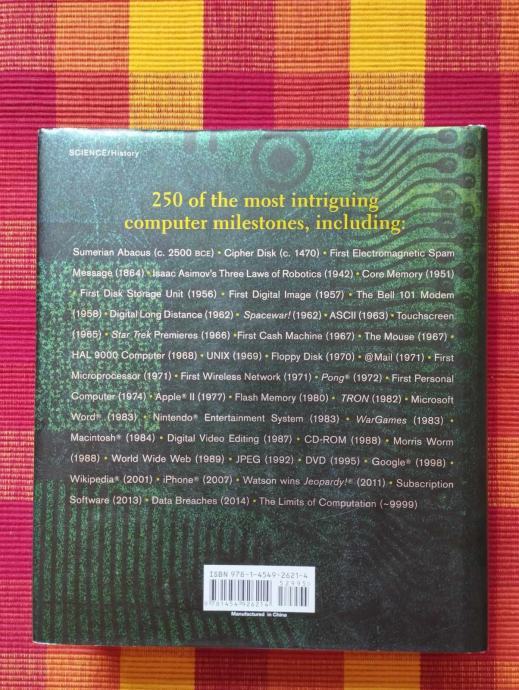 SCIENCE/History
250 of the most intriguing
computer milestones, including:
Sumerian Abacus (c. 2500 BCE) • Cipher Disk (c. 1470) • First Electromagnetic Spam
Message (1864) • Isaac Asimov's Three Laws of Robotics (1942) • Core Memory (1951)
• First Disk Storage Unit (1956) • First Digital Image (1957) • The Bell 101 Modem
(1958) • Digital Long Distance (1962) • Spacewar! (1962) • ASCII (1963) • Touchscreen
(1965) • Star Trek Premieres (1966) •First Cash Machine (1967) • The Mouse (1967) •
HAL 9000 Computer (1968) • UNIX (1969) • Floppy Disk (1970) • @Mail (1971) • First
Microprocessor (1971) • First Wireless Network (1971) • Pong® (1972) • First Personal
Computer (1974) • Apple® II (1977) • Flash Memory (1980) • TRON (1982) • Microsoft
Word® (1983) • Nintendo® Entertainment System (1983) • WarGames (1983) •
Macintosh® (1984) • Digital Video Editing (1987) • CD-ROM (1988) • Morris Worm
(1988) • World Wide Web (1989) • JPEG (1992) • DVD (1995) • Google® (1998) •
Wikipedia® (2001) • iPhone® (2007) • Watson wins Jeopardy!® (2011) • Subscription
Software (2013) • Data Breaches (2014) • The Limits of Computation (~9999)
ISBN 978-1-4549-2621-4
52995
9 781454 926214
Manufactured in China